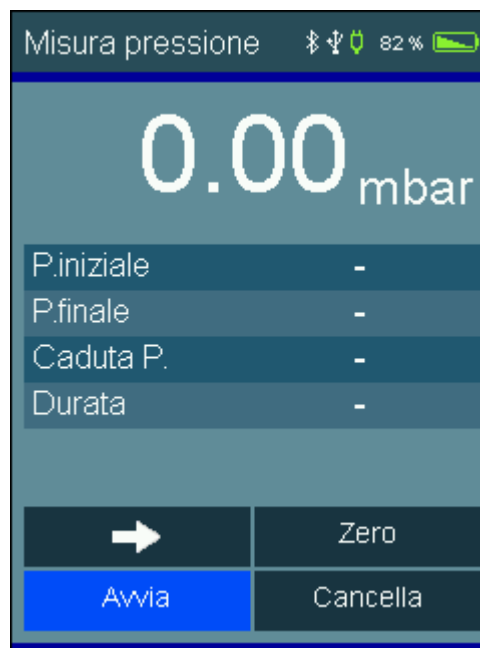 Misura pressione 82 %
0.00 mbar
P.iniziale -
P.finale -
Caduta P. -
Durata -
Zero
Avvia Cancella